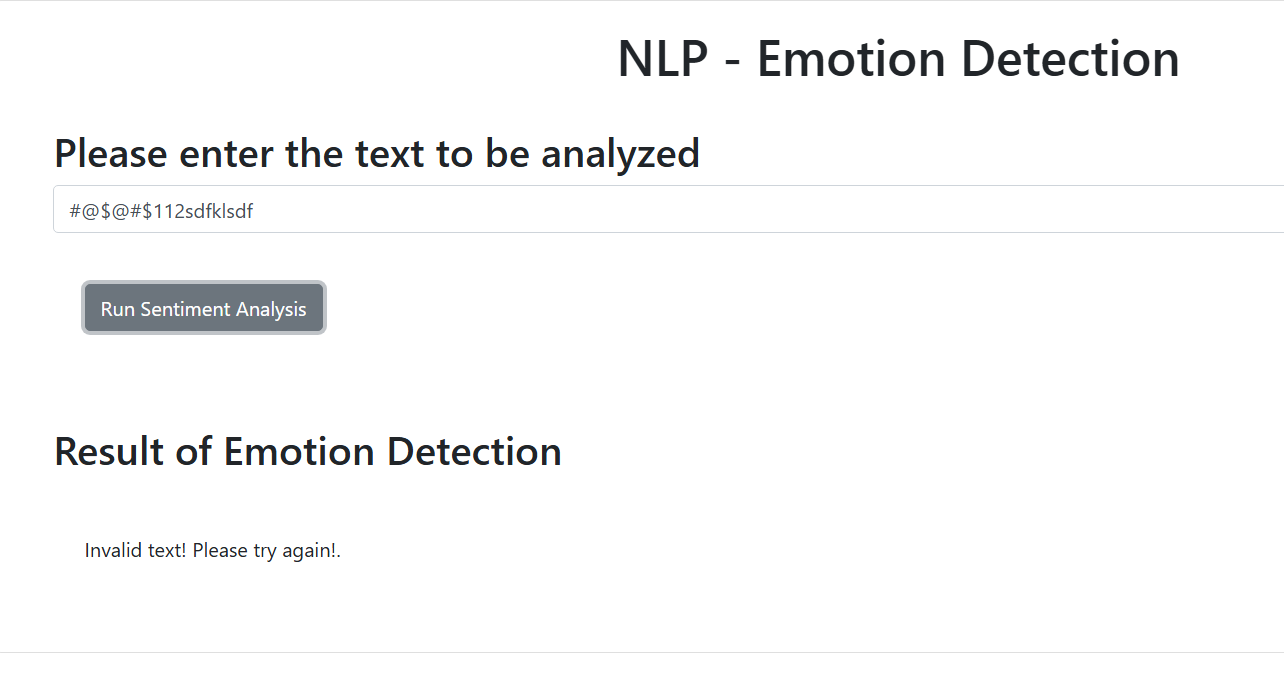 NLP - Emotion Detection
Please enter the text to be analyzed
#@$@#$112sdfklsdf
Run Sentiment Analysis
Result of Emotion Detection
Invalid text! Please try again!.